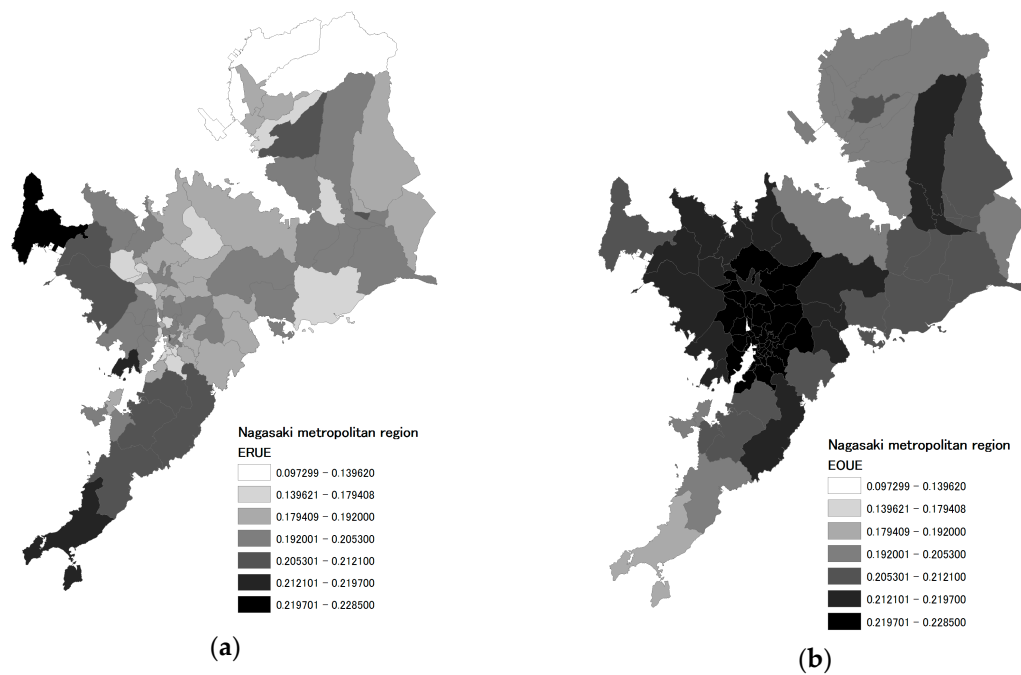 Nagasaki metropolitan region
ERUE
0.097299 – 0.139620
0.139621 – 0.179408
0.179409 – 0.192000
0.192001 – 0.205300
0.205301 – 0.212100
0.212101 – 0.219700
0.219701 – 0.228500
(a)
Nagasaki metropolitan region
EOUE
0.097299 – 0.139620
0.139621 – 0.179408
0.179409 – 0.192000
0.192001 – 0.205300
0.205301 – 0.212100
0.212101 – 0.219700
0.219701 – 0.228500
(b)